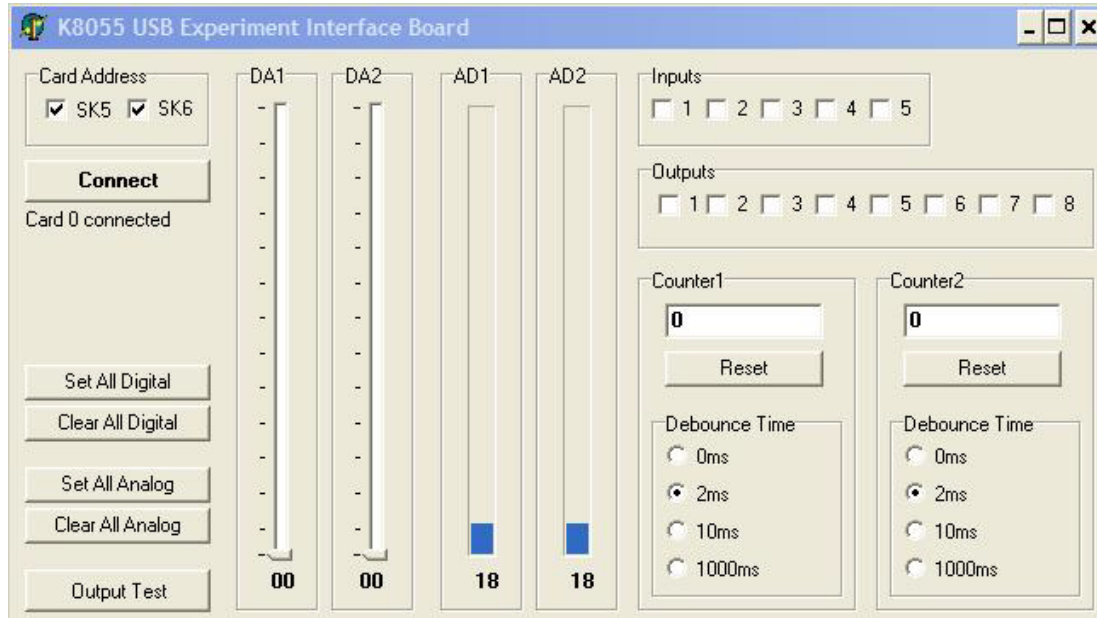 K8055 USB Experiment Interface Board
Card Address
SK5 SK6
Connect
Card 0 connected
Set All Digital
Clear All Digital
Set All Analog
Clear All Analog
Output Test
DA1
00
DA2
00
AD1
18
AD2
18
Inputs
1 2 3 4 5
Outputs
1 2 3 4 5 6 7 8
Counter1
0
Reset
Debounce Time
0ms
2ms
10ms
1000ms
Counter2
0
Reset
Debounce Time
0ms
2ms
10ms
1000ms